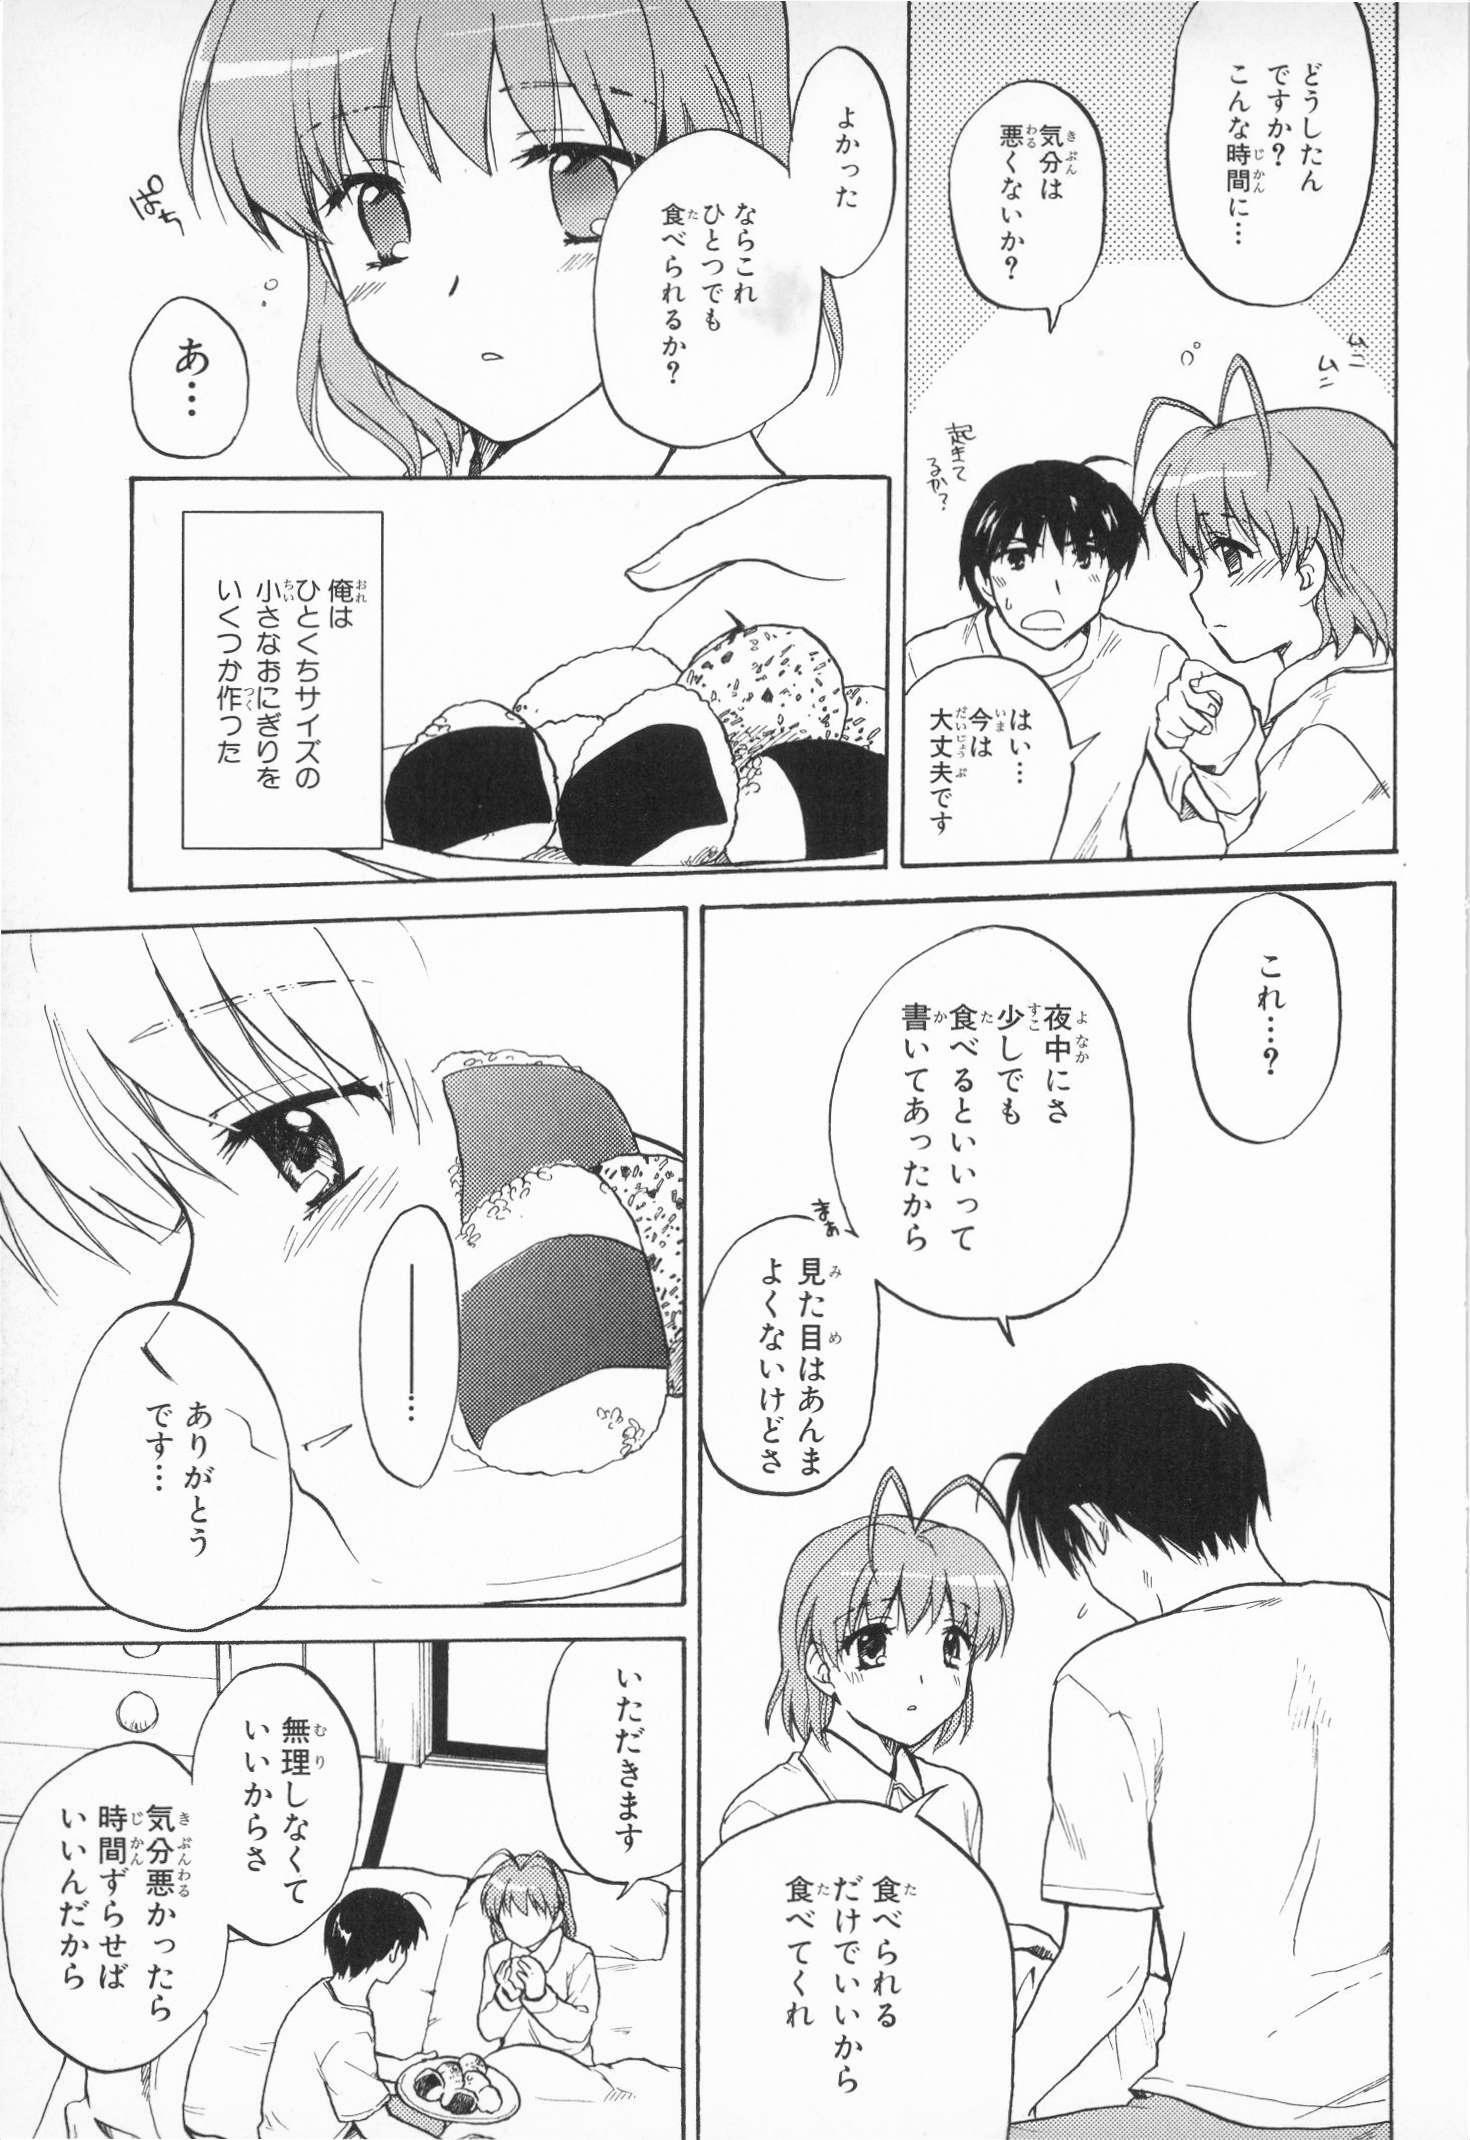 どうしたん
ですか?
こんな時間に…
気分は
悪くないか?
ムニ
ムニ
起きて
るか?
はい…
今は
大丈夫です
よかった
ならこれ
ひとつでも
食べられるか?
ぱち
あ…
俺は
ひとくちサイズの
小さなおにぎりを
いくつか作った
これ…?
夜中にさ
少しでも
食べるといいって
書いてあったから
まぁ
見た目はあんま
よくないけどさ
食べられる
だけでいいから
食べてくれ
――…
ありがとう
です…
いただきます
無理しなくて
いいからさ
気分悪かったら
時間ずらせば
いいんだから